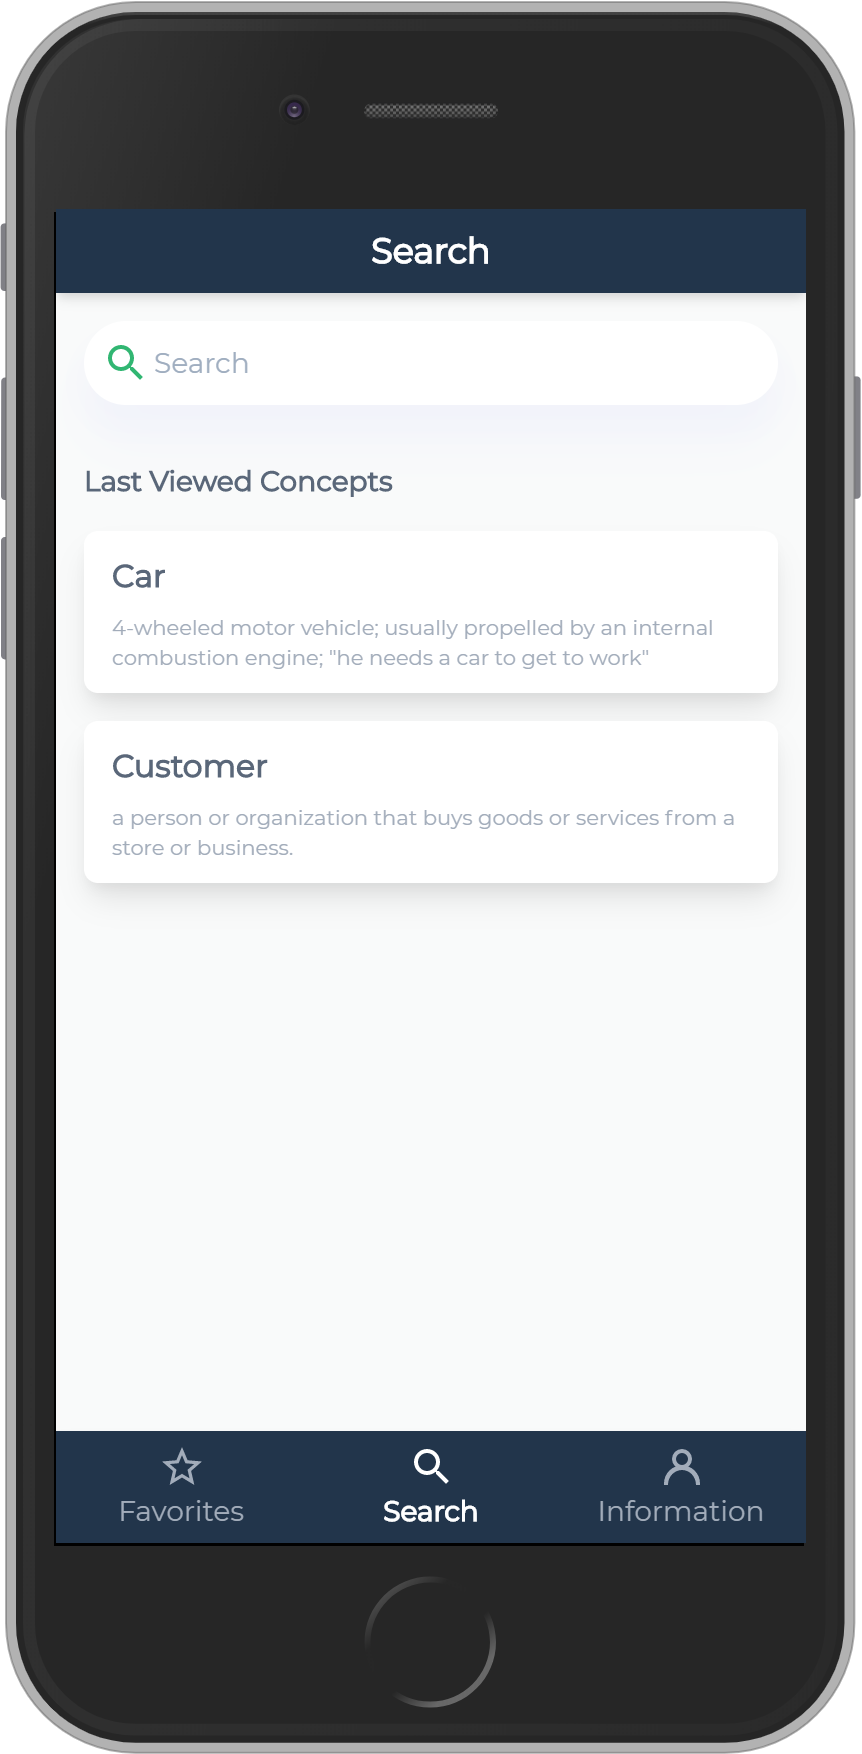 Search
Search
Last Viewed Concepts
Car
4-wheeled motor vehicle; usually propelled by an internal
combustion engine; "he needs a car to get to work"
Customer
a person or organization that buys goods or services from a
store or business.
Favorites
Search
Information